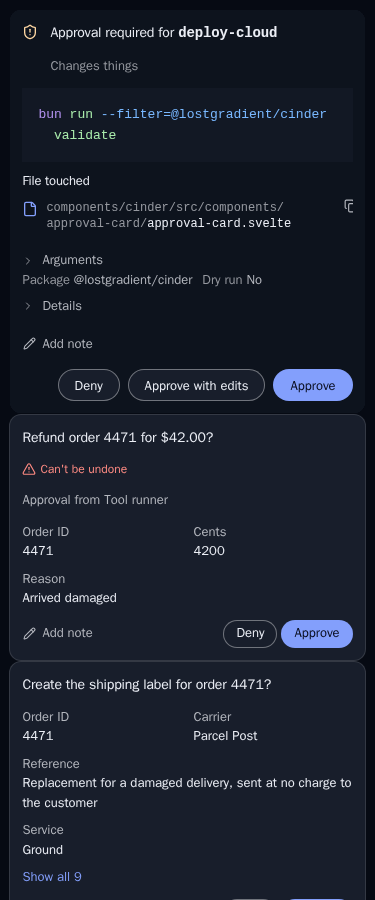 Approval required for deploy-cloud
Changes things
bun run --filter=@lostgradient/cinder
validate
File touched
components/cinder/src/components/
approval-card/approval-card.svelte
Arguments
Package @lostgradient/cinder Dry run No
Details
Add note
Deny Approve with edits Approve
Refund order 4471 for $42.00?
Can't be undone
Approval from Tool runner
Order ID Cents
4471 4200
Reason
Arrived damaged
Add note Deny Approve
Create the shipping label for order 4471?
Order ID Carrier
4471 Parcel Post
Reference
Replacement for a damaged delivery, sent at no charge to
the customer
Service
Ground
Show all 9